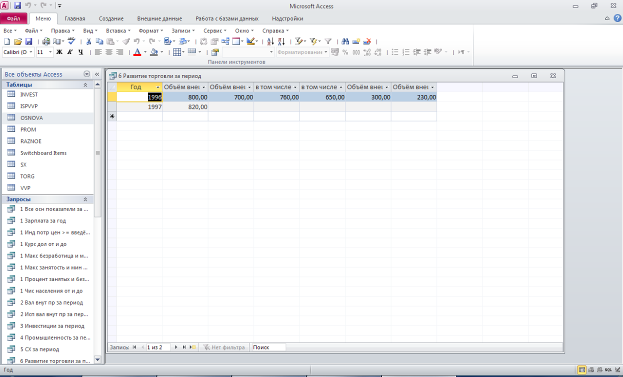 Microsoft Access
Файл Меню Главная Создание Внешние данные Работа с базами данных Надстройки
Все Файл Правка Вид Вставка Формат Записи Сервис Окно Справка
Calibri (О 11 Ж К Ч Форматирование
Панели инструментов
Все объекты Access
Таблицы
INVEST
ISPVVP
OSNOVA
PROM
RAZNOE
Switchboard Items
SX
TORG
VVP
Запросы
1 Все осн показатели за ...
1 Зарплата за год
1 Инд потр цен >= введе...
1 Курс дол от и до
1 Макс безработица и м...
1 Макс занятость и мин ...
1 Процент занятых и без...
1 Чис населения от и до
2 Вал внут пр за период
2 Исп вал внут пр за пер...
3 Инвестиции за период
4 Промышленность за пе...
5 СХ за период
6 Развитие торговли за п...
6 Развитие торговли за период
Год Объём внеш Объём внеш в том числе в том числе Объём внеш Объём внеш
1996 800,00 700,00 760,00 650,00 300,00 230,00
1997 820,00
Запись: 1 из 2 Нет фильтра Поиск
Год SQL